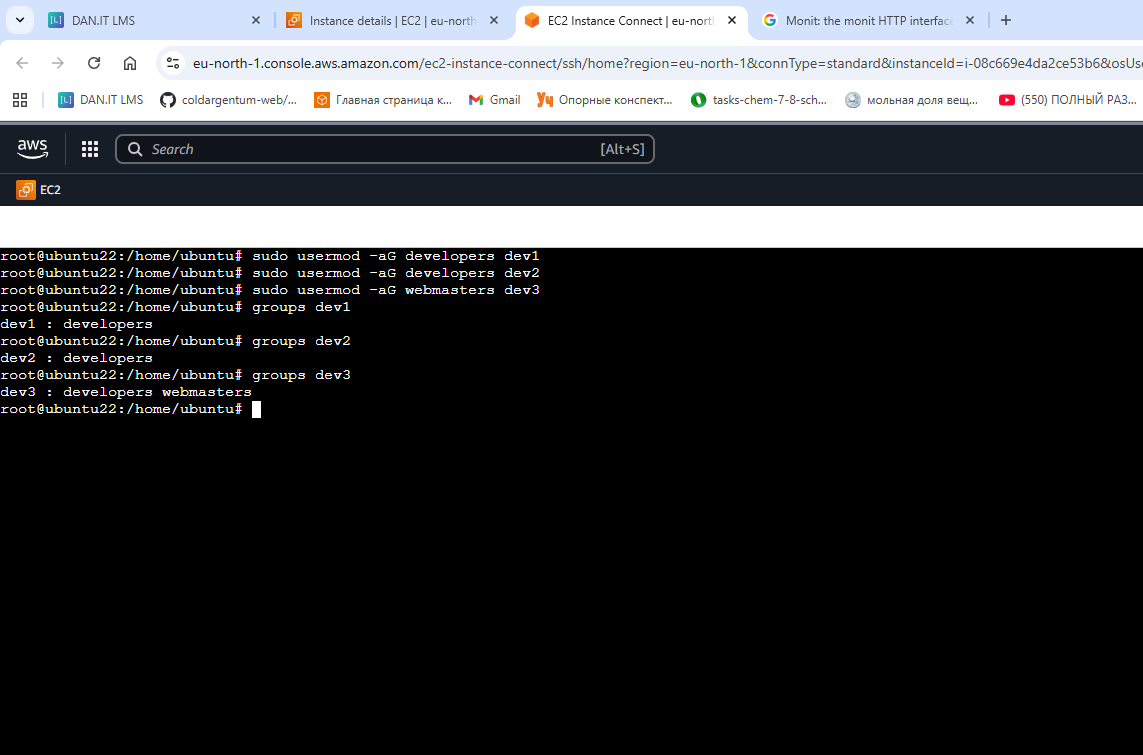 DAN.IT LMS
Instance details | EC2 | eu-north
EC2 Instance Connect | eu-nort
Monit: the monit HTTP interface
eu-north-1.console.aws.amazon.com/ec2-instance-connect/ssh/home?region=eu-north-1&connType=standard&instanceId=i-08c669e4da2ce53b6&osUs
DAN.IT LMS
coldargentum-web/...
Главная страница к...
Gmail
Уч Опорные конспект...
tasks-chem-7-8-sch...
мольная доля вещ...
(550) ПОЛНЫЙ РАЗ...
aws
Search
[Alt+S]
EC2
root@ubuntu22:/home/ubuntu# sudo usermod -aG developers dev1
root@ubuntu22:/home/ubuntu# sudo usermod -aG developers dev2
root@ubuntu22:/home/ubuntu# sudo usermod -aG webmasters dev3
root@ubuntu22:/home/ubuntu# groups dev1
dev1 : developers
root@ubuntu22:/home/ubuntu# groups dev2
dev2 : developers
root@ubuntu22:/home/ubuntu# groups dev3
dev3 : developers webmasters
root@ubuntu22:/home/ubuntu#